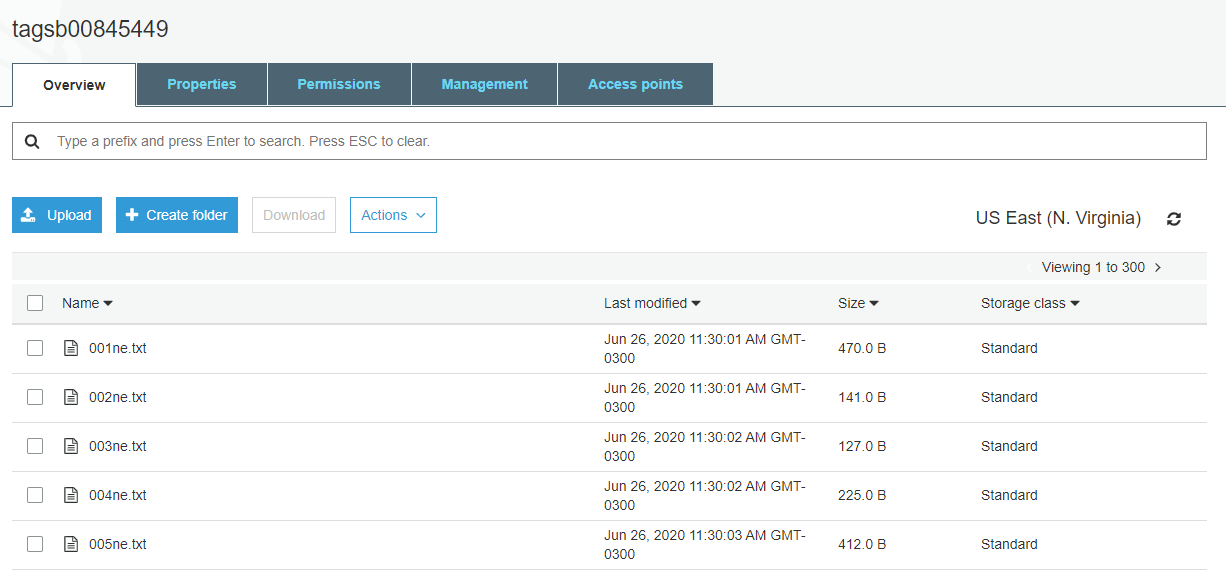 tagsb00845449
Overview Properties Permissions Management Access points
Type a prefix and press Enter to search. Press ESC to clear.
Upload Create folder Download Actions US East (N. Virginia)
Viewing 1 to 300
Name Last modified Size Storage class
001ne.txt Jun 26, 2020 11:30:01 AM GMT-0300 470.0 B Standard
002ne.txt Jun 26, 2020 11:30:01 AM GMT-0300 141.0 B Standard
003ne.txt Jun 26, 2020 11:30:02 AM GMT-0300 127.0 B Standard
004ne.txt Jun 26, 2020 11:30:02 AM GMT-0300 225.0 B Standard
005ne.txt Jun 26, 2020 11:30:03 AM GMT-0300 412.0 B Standard